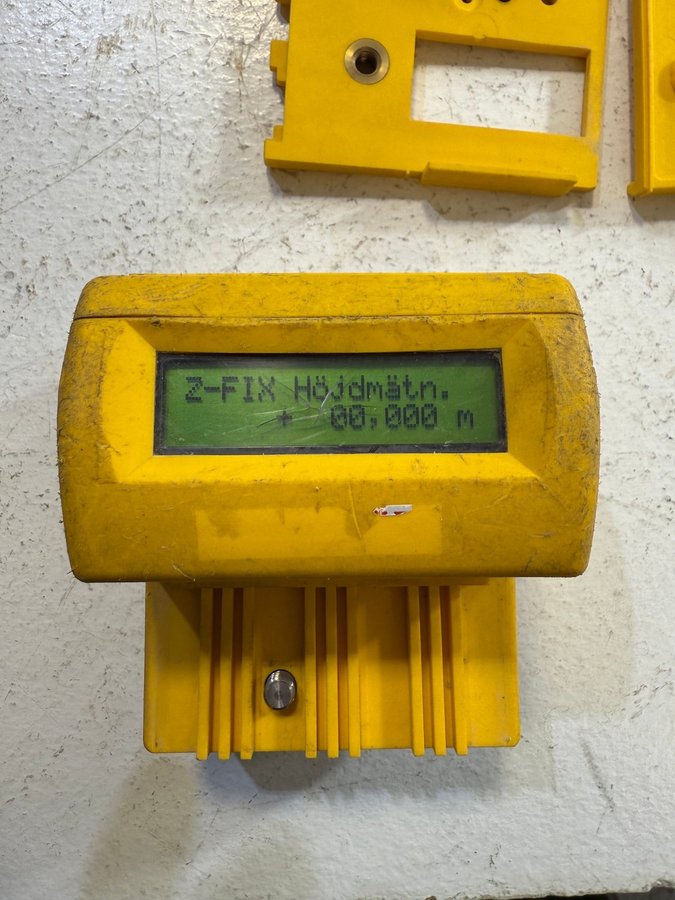 Z-FIX Höjdmätn.
+ 00,000 m